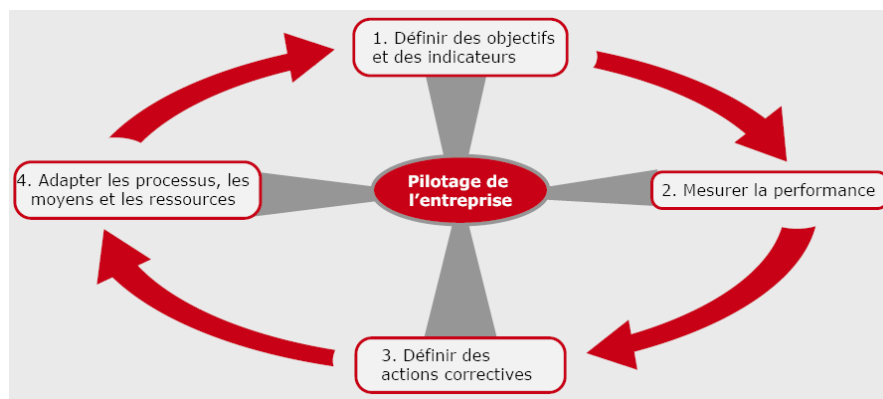 1. Définir des objectifs
et des indicateurs
4. Adapter les processus, les
moyens et les ressources
Pilotage de
l'entreprise
2. Mesurer la performance
3. Définir des
actions correctives